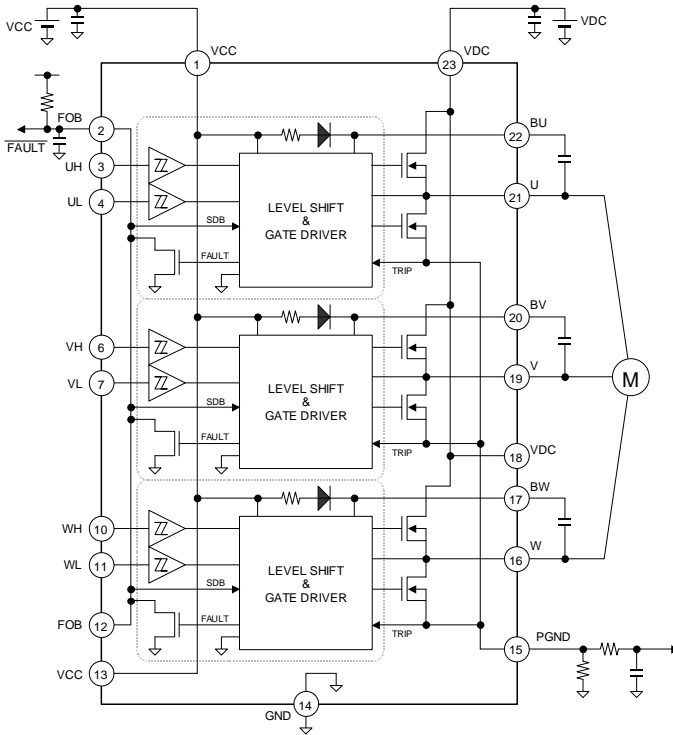 VCC
VDC
VCC
VDC
1
23
FOB
2
FAULT
BU
22
UH
3
UL
4
U
21
LEVEL SHIFT
&
GATE DRIVER
SDB
FAULT
TRIP
BV
20
VH
6
VL
7
V
19
M
LEVEL SHIFT
&
GATE DRIVER
SDB
FAULT
TRIP
VDC
18
BW
17
WH
10
WL
11
W
16
LEVEL SHIFT
&
GATE DRIVER
SDB
FAULT
TRIP
FOB
12
PGND
15
VCC
13
GND
14